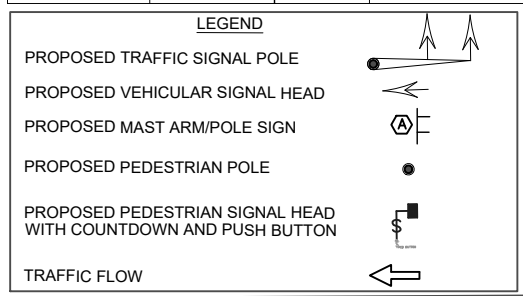 LEGEND
PROPOSED TRAFFIC SIGNAL POLE
PROPOSED VEHICULAR SIGNAL HEAD
PROPOSED MAST ARM/POLE SIGN
A
PROPOSED PEDESTRIAN POLE
PROPOSED PEDESTRIAN SIGNAL HEAD
WITH COUNTDOWN AND PUSH BUTTON
S
TRAFFIC FLOW